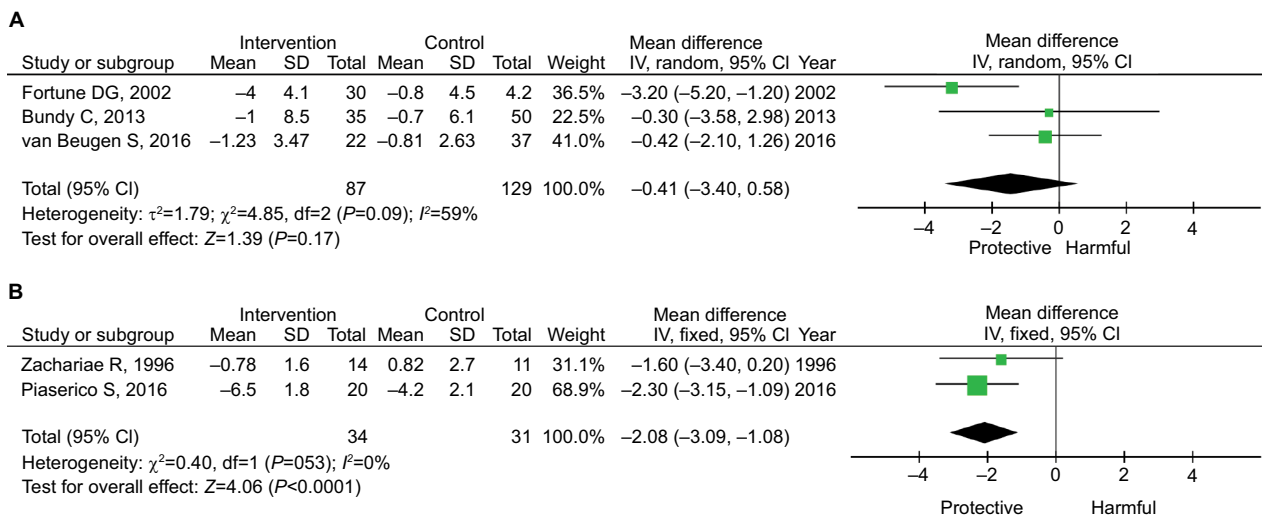 A
Intervention Control Mean difference Mean difference
Study or subgroup Mean SD Total Mean SD Total Weight IV, random, 95% CI Year IV, random, 95% CI
Fortune DG, 2002 –4 4.1 30 –0.8 4.5 4.2 36.5% –3.20 (–5.20, –1.20) 2002
Bundy C, 2013 –1 8.5 35 –0.7 6.1 50 22.5% –0.30 (–3.58, 2.98) 2013
van Beugen S, 2016 –1.23 3.47 22 –0.81 2.63 37 41.0% –0.42 (–2.10, 1.26) 2016
Total (95% CI) 87 129 100.0% –0.41 (–3.40, 0.58)
Heterogeneity: τ²=1.79; χ²=4.85, df=2 (P=0.09); I²=59%
Test for overall effect: Z=1.39 (P=0.17)
–4 –2 0 2 4
Protective Harmful
B
Intervention Control Mean difference Mean difference
Study or subgroup Mean SD Total Mean SD Total Weight IV, fixed, 95% CI Year IV, fixed, 95% CI
Zachariae R, 1996 –0.78 1.6 14 0.82 2.7 11 31.1% –1.60 (–3.40, 0.20) 1996
Piaserico S, 2016 –6.5 1.8 20 –4.2 2.1 20 68.9% –2.30 (–3.15, –1.09) 2016
Total (95% CI) 34 31 100.0% –2.08 (–3.09, –1.08)
Heterogeneity: χ²=0.40, df=1 (P=053); I²=0%
Test for overall effect: Z=4.06 (P<0.0001)
–4 –2 0 2 4
Protective Harmful